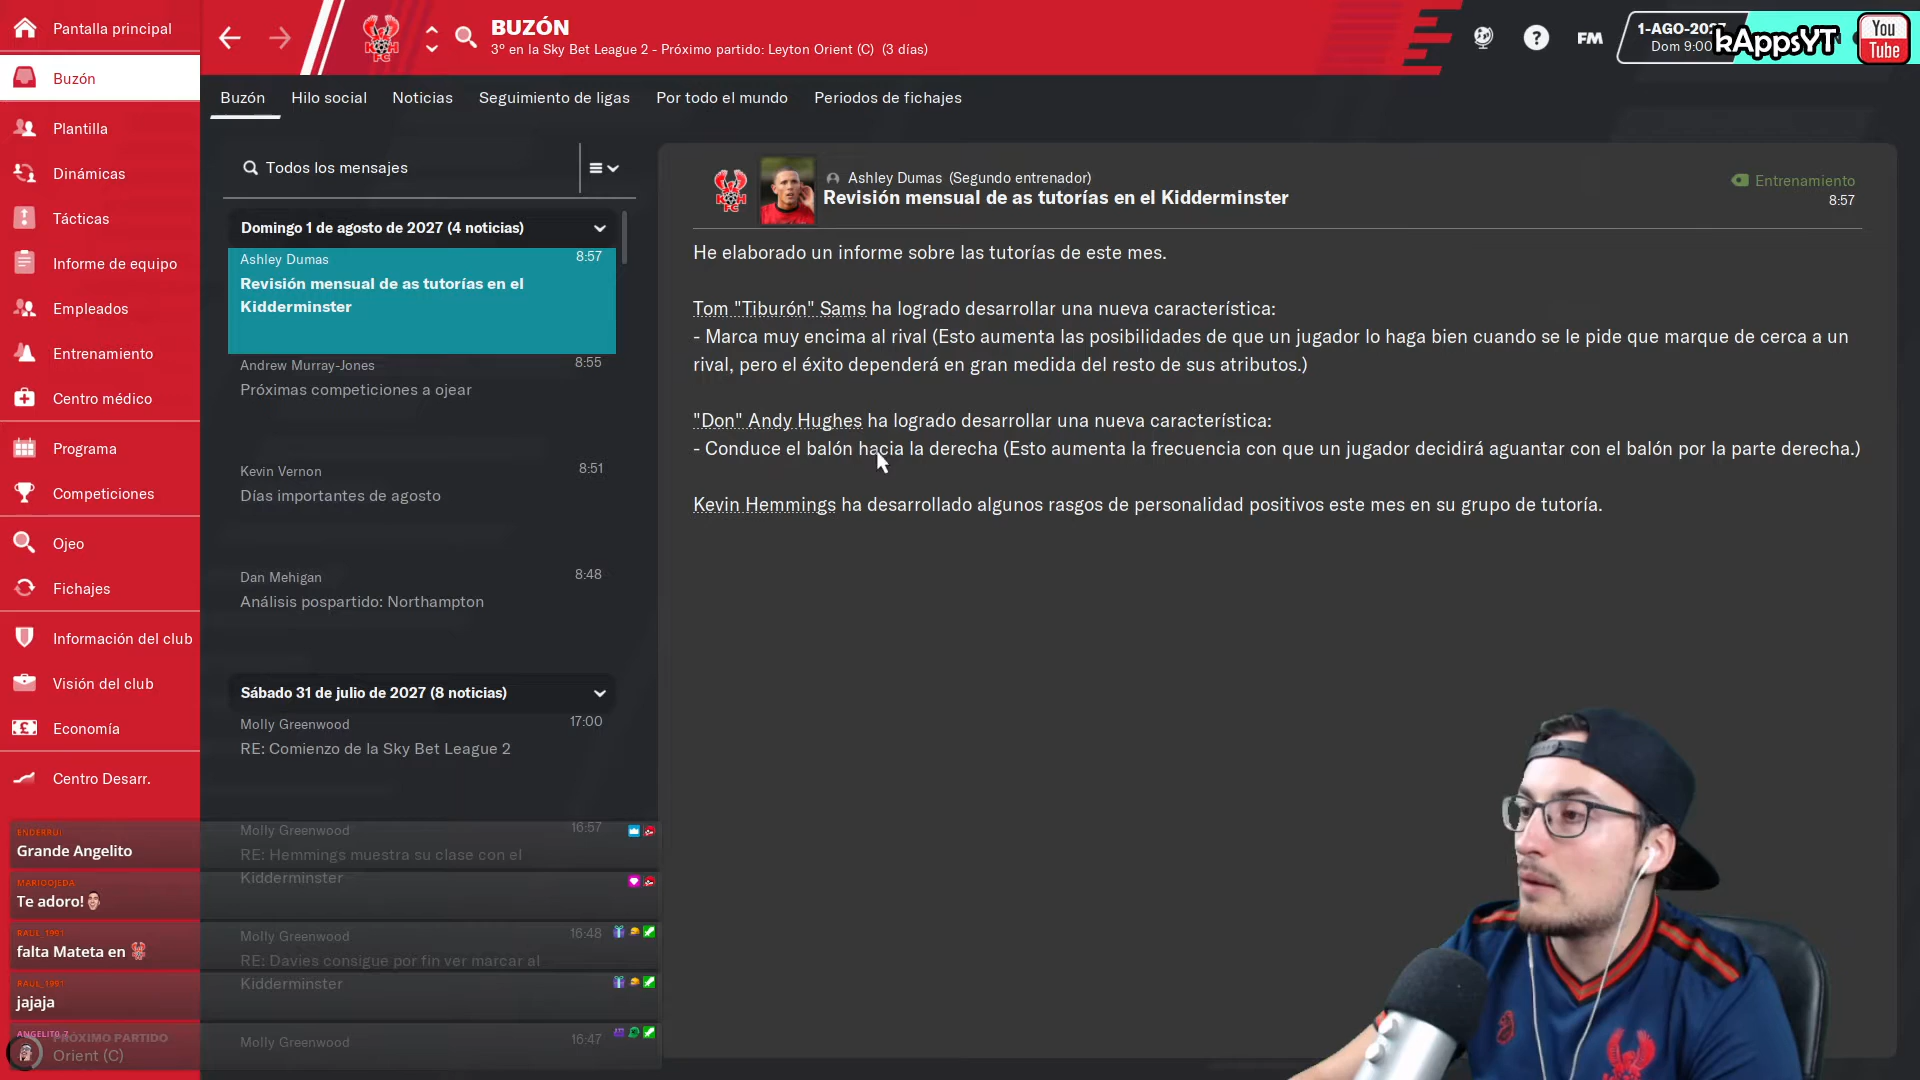 Pantalla principal
Buzón
Plantilla
Dinámicas
Tácticas
Informe de equipo
Empleados
Entrenamiento
Centro médico
Programa
Competiciones
Ojeo
Fichajes
Información del club
Visión del club
Economía
Centro Desarr.
BUZÓN
3º en la Sky Bet League 2 - Próximo partido: Leyton Orient (C) (3 días)
FM
1-AGO-2027
Dom 9:00
kAppsYT
You
Tube
Buzón
Hilo social
Noticias
Seguimiento de ligas
Por todo el mundo
Periodos de fichajes
Todos los mensajes
Domingo 1 de agosto de 2027 (4 noticias)
Ashley Dumas 8:57
Revisión mensual de as tutorías en el
Kidderminster
Andrew Murray-Jones 8:55
Próximas competiciones a ojear
Kevin Vernon 8:51
Días importantes de agosto
Dan Mehigan 8:48
Análisis pospartido: Northampton
Sábado 31 de julio de 2027 (8 noticias)
Molly Greenwood 17:00
RE: Comienzo de la Sky Bet League 2
Molly Greenwood 16:57
RE: Hemmings muestra su clase con el
Kidderminster
Molly Greenwood 16:48
RE: Davies consigue por fin ver marcar al
Kidderminster
Molly Greenwood 16:47
Ashley Dumas (Segundo entrenador)
Revisión mensual de as tutorías en el Kidderminster
Entrenamiento
8:57
He elaborado un informe sobre las tutorías de este mes.
Tom "Tiburón" Sams ha logrado desarrollar una nueva característica:
- Marca muy encima al rival (Esto aumenta las posibilidades de que un jugador lo haga bien cuando se le pide que marque de cerca a un
rival, pero el éxito dependerá en gran medida del resto de sus atributos.)
"Don" Andy Hughes ha logrado desarrollar una nueva característica:
- Conduce el balón hacia la derecha (Esto aumenta la frecuencia con que un jugador decidirá aguantar con el balón por la parte derecha.)
Kevin Hemmings ha desarrollado algunos rasgos de personalidad positivos este mes en su grupo de tutoría.
ENDERRUI
Grande Angelito
MARIOOJEDA
Te adoro!
RAUL_1991
falta Mateta en
RAUL_1991
jajaja
ANGELITO_7
PRÓXIMO PARTIDO
Orient (C)